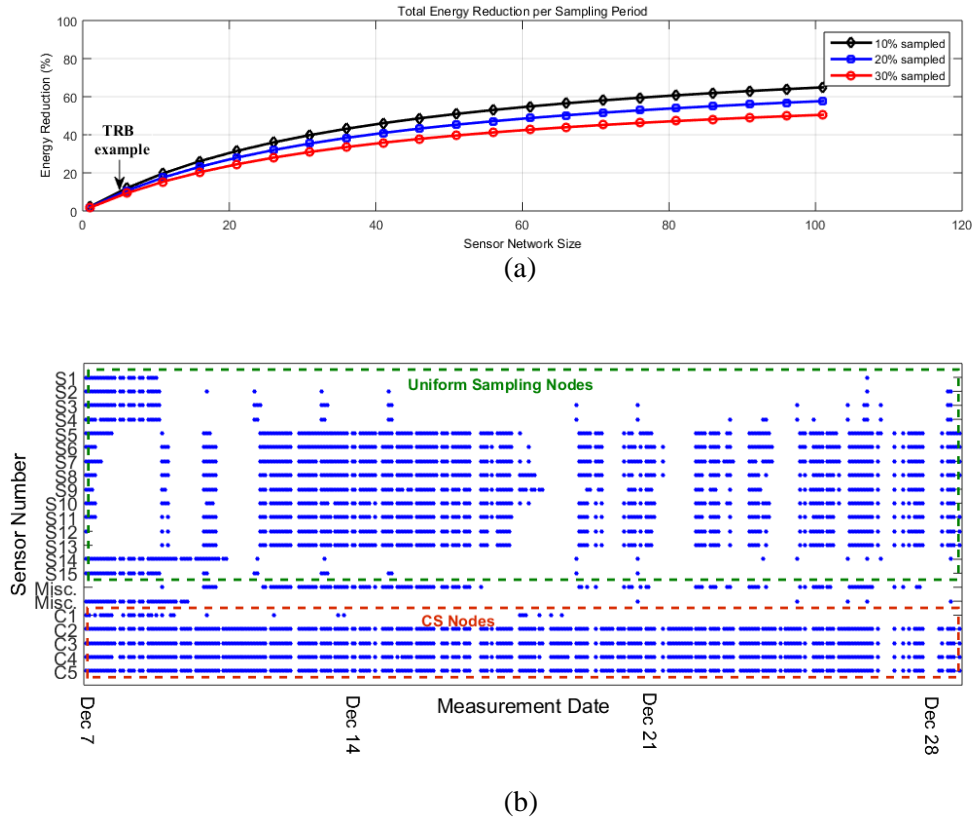 Total Energy Reduction per Sampling Period
100
80
60
40
20
0
Energy Reduction (%)
10% sampled
20% sampled
30% sampled
TRB
example
0 20 40 60 80 100 120
Sensor Network Size
(a)
Sensor Number
S1
S2
S3
S4
S5
S6
S7
S8
S9
S10
S11
S12
S13
S14
S15
Misc.
Misc.
C1
C2
C3
C4
C5
Uniform Sampling Nodes
CS Nodes
Dec 7 Dec 14 Dec 21 Dec 28
Measurement Date
(b)